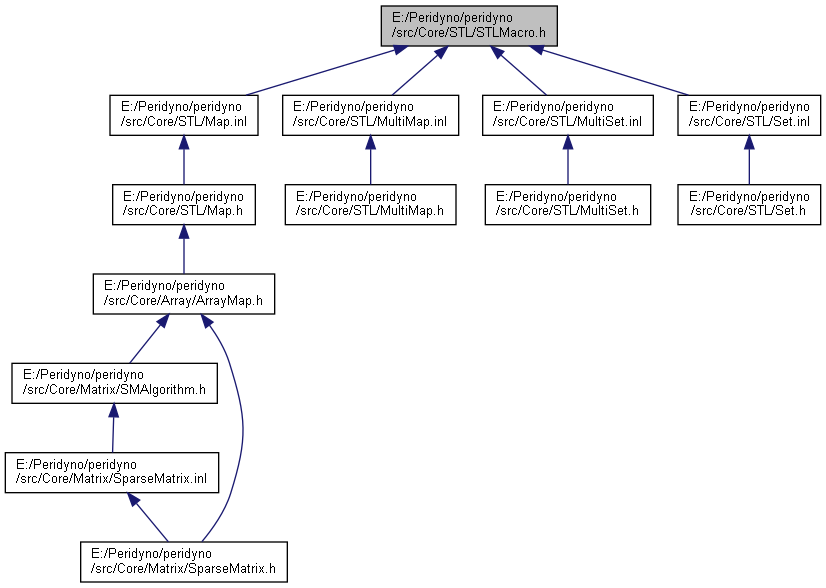 E:/Peridyno/peridyno
/src/Core/STL/STLMacro.h
E:/Peridyno/peridyno
/src/Core/STL/Map.inl
E:/Peridyno/peridyno
/src/Core/STL/MultiMap.inl
E:/Peridyno/peridyno
/src/Core/STL/MultiSet.inl
E:/Peridyno/peridyno
/src/Core/STL/Set.inl
E:/Peridyno/peridyno
/src/Core/STL/Map.h
E:/Peridyno/peridyno
/src/Core/STL/MultiMap.h
E:/Peridyno/peridyno
/src/Core/STL/MultiSet.h
E:/Peridyno/peridyno
/src/Core/STL/Set.h
E:/Peridyno/peridyno
/src/Core/Array/ArrayMap.h
E:/Peridyno/peridyno
/src/Core/Matrix/SMAlgorithm.h
E:/Peridyno/peridyno
/src/Core/Matrix/SparseMatrix.inl
E:/Peridyno/peridyno
/src/Core/Matrix/SparseMatrix.h